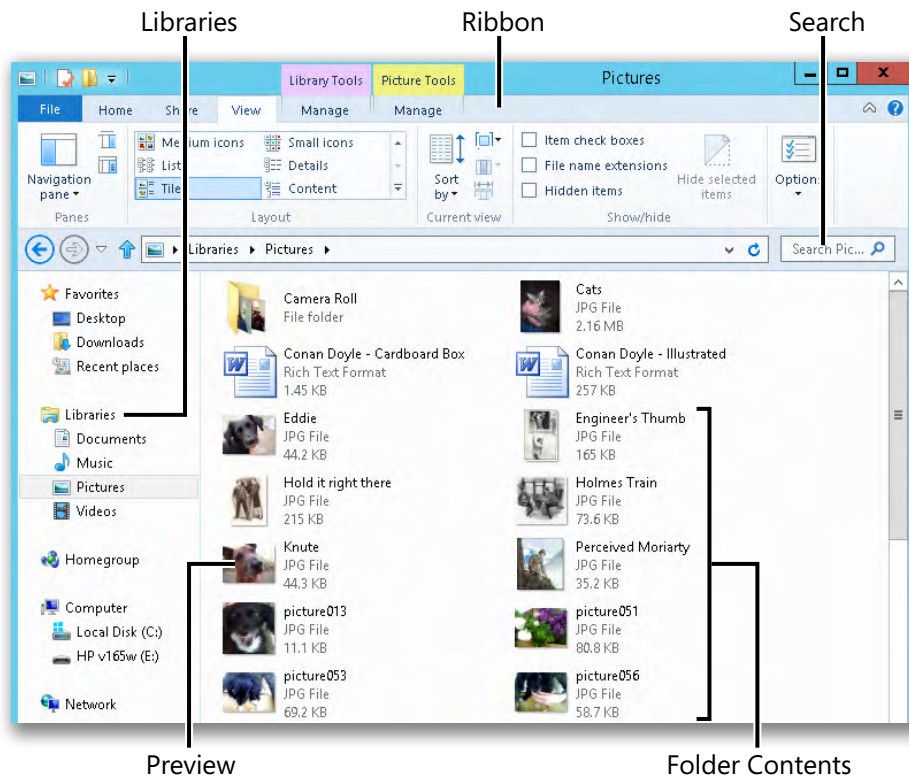 Libraries Ribbon Search
Library Tools Picture Tools Pictures
File Home Share View Manage Manage
Medium icons Small icons
List Details
Tiles Content
Navigation pane
Sort by
Item check boxes
File name extensions
Hidden items
Hide selected items
Options
Panes Layout Current view Show/hide
Libraries Pictures Search Pic...
Favorites
Desktop
Downloads
Recent places
Libraries
Documents
Music
Pictures
Videos
Homegroup
Computer
Local Disk (C:)
HP v165w (E:)
Network
Camera Roll
File folder
Cats
JPG File
2.16 MB
Conan Doyle - Cardboard Box
Rich Text Format
1.45 KB
Conan Doyle - Illustrated
Rich Text Format
257 KB
Eddie
JPG File
44.2 KB
Engineer's Thumb
JPG File
165 KB
Hold it right there
JPG File
215 KB
Holmes Train
JPG File
73.6 KB
Knute
JPG File
44.3 KB
Perceived Moriarty
JPG File
35.2 KB
picture013
JPG File
11.1 KB
picture051
JPG File
80.8 KB
picture053
JPG File
69.2 KB
picture056
JPG File
58.7 KB
Preview Folder Contents